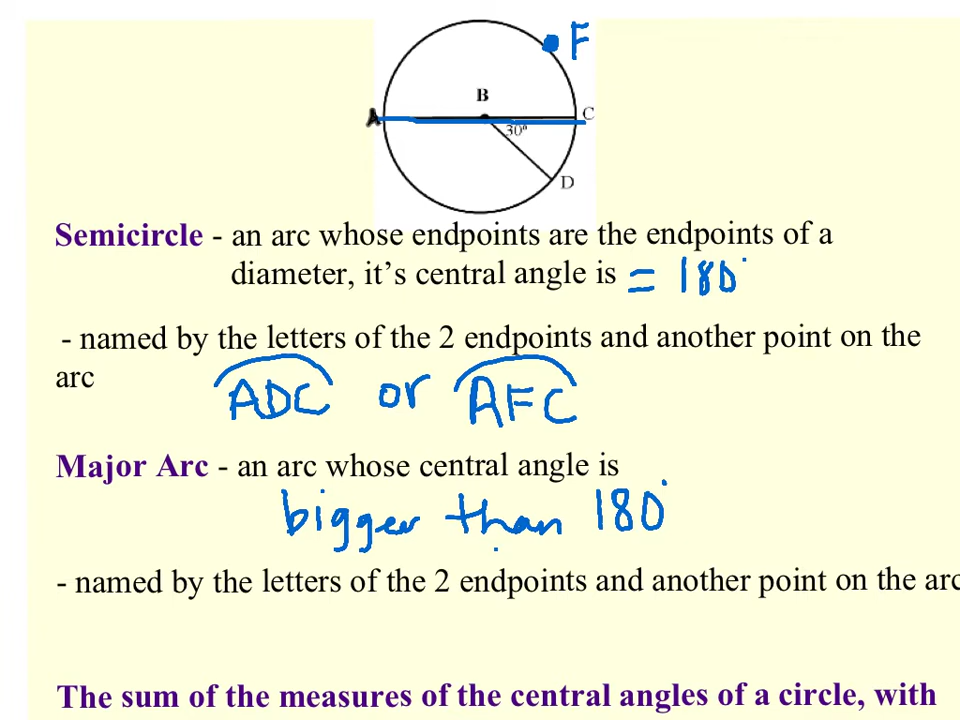 F
B
A
C
30°
D
Semicircle - an arc whose endpoints are the endpoints of a
diameter, it's central angle is = 180°
- named by the letters of the 2 endpoints and another point on the
arc
ADC or AFC
Major Arc - an arc whose central angle is
bigger than 180°
- named by the letters of the 2 endpoints and another point on the arc
The sum of the measures of the central angles of a circle, with